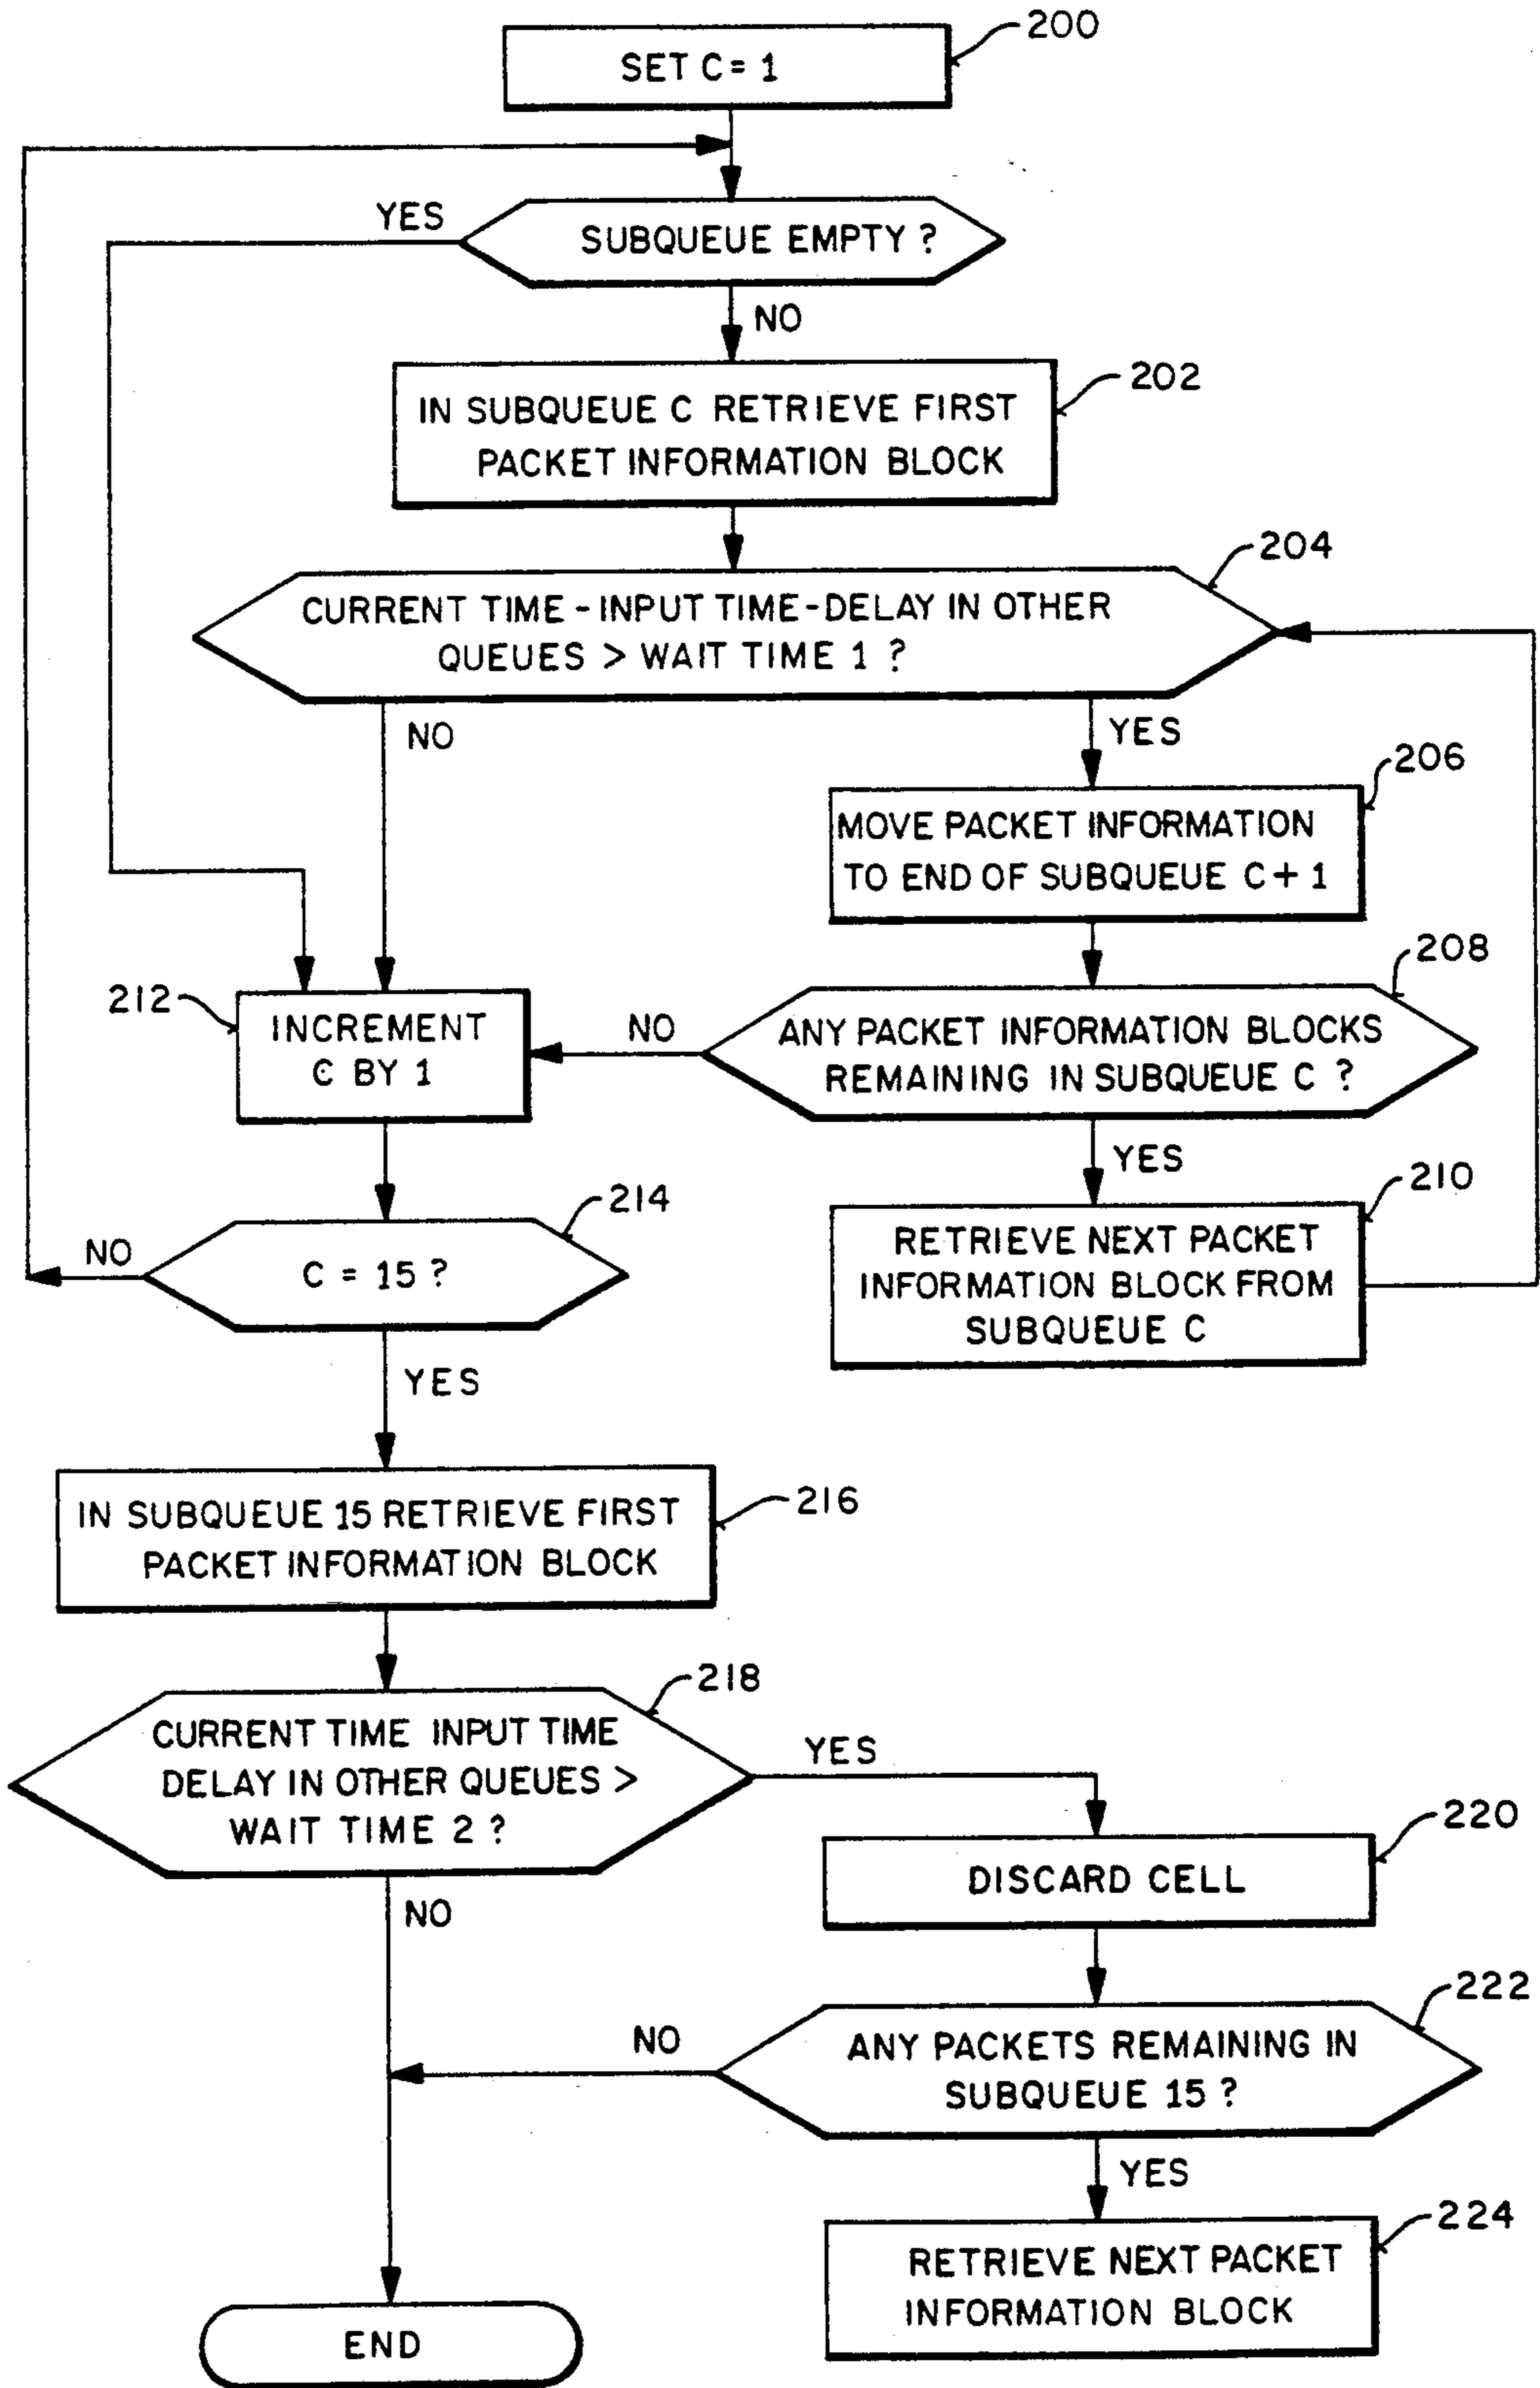 200
SET C = 1
YES
SUBQUEUE EMPTY ?
NO
202
IN SUBQUEUE C RETRIEVE FIRST
PACKET INFORMATION BLOCK
204
CURRENT TIME - INPUT TIME - DELAY IN OTHER
QUEUES > WAIT TIME 1 ?
NO
YES
206
MOVE PACKET INFORMATION
TO END OF SUBQUEUE C + 1
208
212
INCREMENT
C BY 1
NO
ANY PACKET INFORMATION BLOCKS
REMAINING IN SUBQUEUE C ?
YES
210
RETRIEVE NEXT PACKET
INFORMATION BLOCK FROM
SUBQUEUE C
214
NO
C = 15 ?
YES
216
IN SUBQUEUE 15 RETRIEVE FIRST
PACKET INFORMATION BLOCK
218
CURRENT TIME INPUT TIME
DELAY IN OTHER QUEUES >
WAIT TIME 2 ?
YES
220
DISCARD CELL
NO
222
NO
ANY PACKETS REMAINING IN
SUBQUEUE 15 ?
YES
224
RETRIEVE NEXT PACKET
INFORMATION BLOCK
END